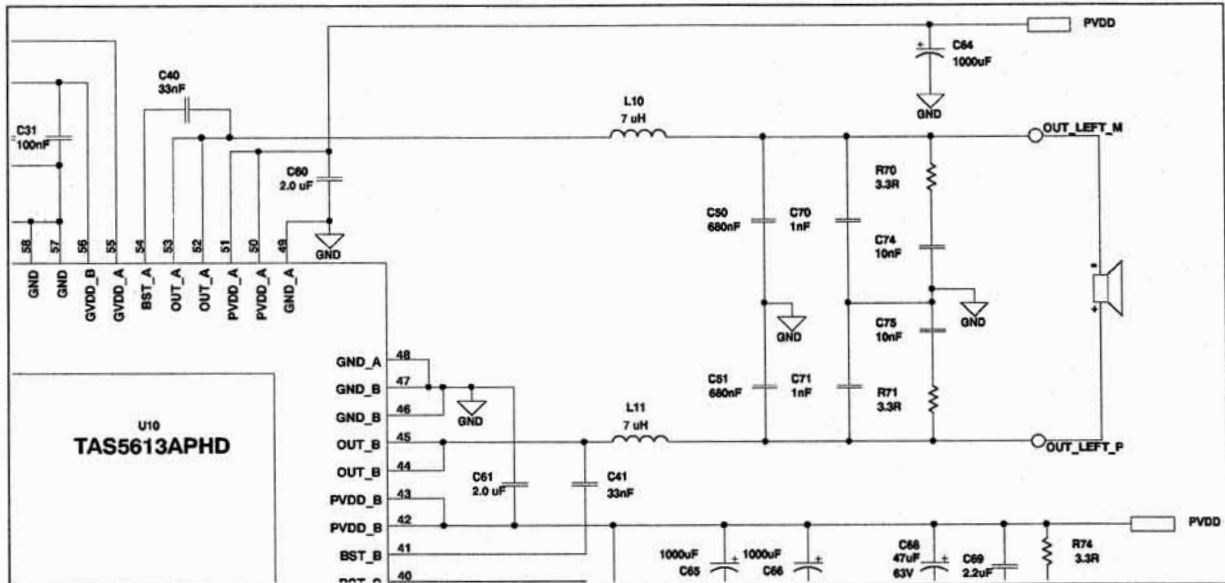 PVDD
C64
1000uF
GND
C40
33nF
L10
7 uH
OUT_LEFT_M
C31
100nF
C60
2.0 uF
GND
R70
3.3R
C50
680nF
C70
1nF
C74
10nF
58
57
56
55
54
53
52
51
50
49
GND
GND
GVDD_B
GVDD_A
BST_A
OUT_A
OUT_A
PVDD_A
PVDD_A
GND_A
-
+
GND
GND
C75
10nF
GND_A 48
GND_B 47
GND_B 46
OUT_B 45
OUT_B 44
PVDD_B 43
PVDD_B 42
BST_B 41
40
GND
C51
680nF
C71
1nF
R71
3.3R
L11
7 uH
OUT_LEFT_P
U10
TAS5613APHD
C61
2.0 uF
C41
33nF
PVDD
1000uF
C65
1000uF
C66
C68
47uF
63V
C69
2.2uF
R74
3.3R